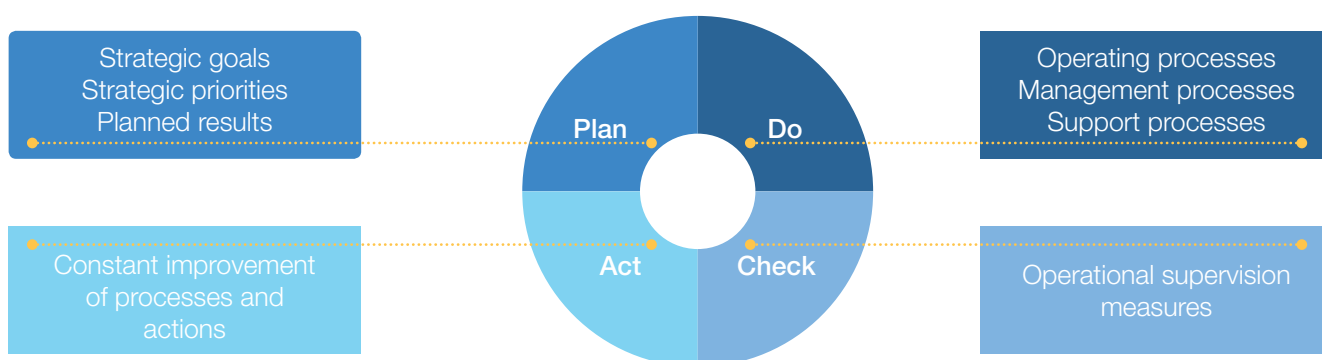 Strategic goals
Strategic priorities
Planned results
Plan
Do
Operating processes
Management processes
Support processes
Constant improvement
of processes and
actions
Act
Check
Operational supervision
measures